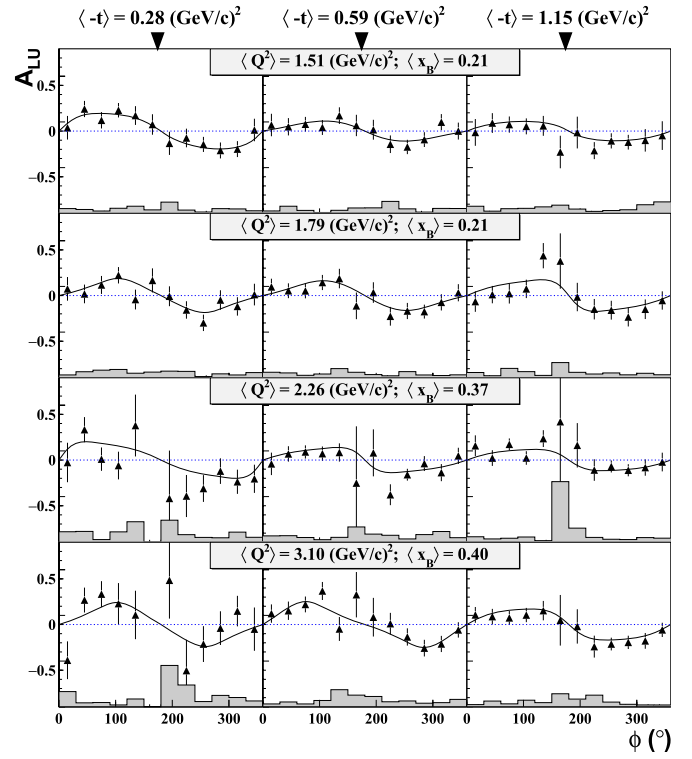 ⟨ -t⟩ = 0.28 (GeV/c)² ⟨ -t⟩ = 0.59 (GeV/c)² ⟨ -t⟩ = 1.15 (GeV/c)²
A_LU
⟨ Q²⟩ = 1.51 (GeV/c)²; ⟨ x_B⟩ = 0.21
0.5
0
−0.5
⟨ Q²⟩ = 1.79 (GeV/c)²; ⟨ x_B⟩ = 0.21
0.5
0
−0.5
⟨ Q²⟩ = 2.26 (GeV/c)²; ⟨ x_B⟩ = 0.37
0.5
0
−0.5
⟨ Q²⟩ = 3.10 (GeV/c)²; ⟨ x_B⟩ = 0.40
0.5
0
−0.5
0 100 200 300 0 100 200 300 0 100 200 300
ϕ (°)